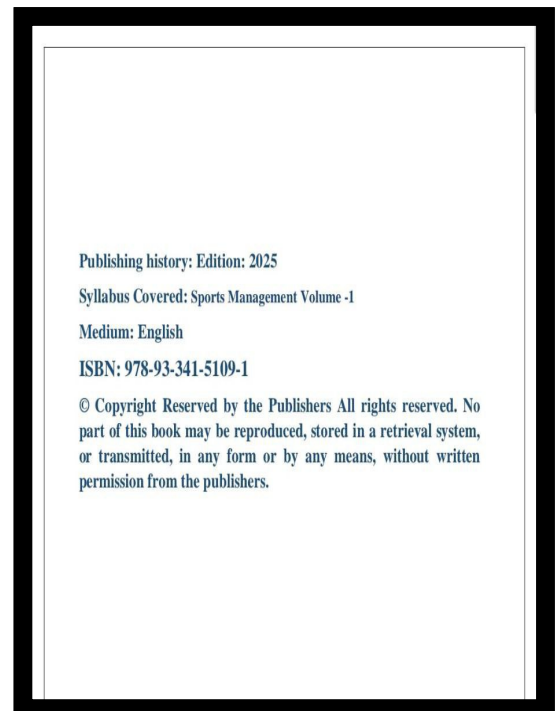 Publishing history: Edition: 2025
Syllabus Covered: Sports Management Volume -1
Medium: English
ISBN: 978-93-341-5109-1
© Copyright Reserved by the Publishers All rights reserved. No
part of this book may be reproduced, stored in a retrieval system,
or transmitted, in any form or by any means, without written
permission from the publishers.